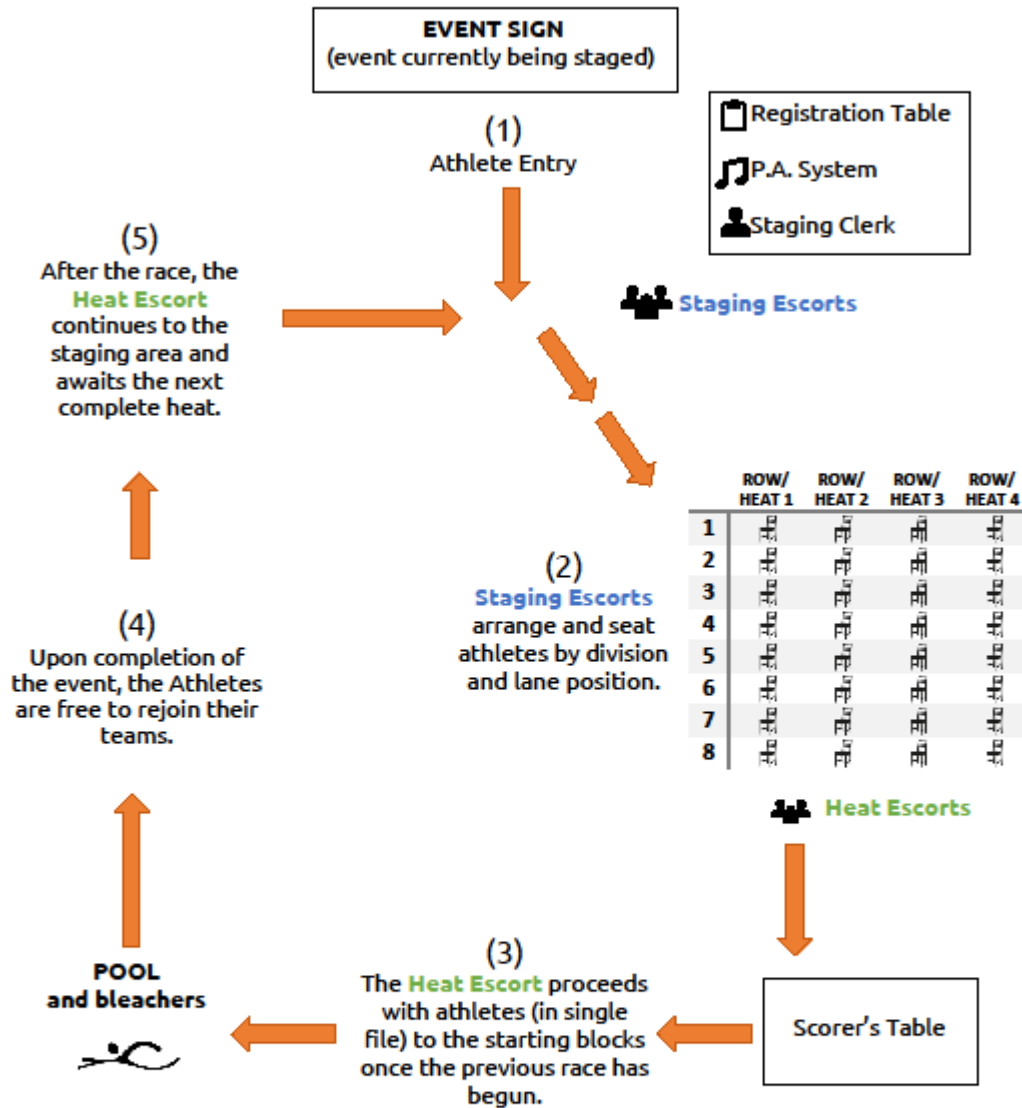 EVENT SIGN
(event currently being staged)
Registration Table
P.A. System
Staging Clerk
(1)
Athlete Entry
(5)
After the race, the
Heat Escort
continues to the
staging area and
awaits the next
complete heat.
Staging Escorts
ROW/ ROW/ ROW/ ROW/
HEAT 1 HEAT 2 HEAT 3 HEAT 4
1
2
3
4
5
6
7
8
(2)
Staging Escorts
arrange and seat
athletes by division
and lane position.
(4)
Upon completion of
the event, the Athletes
are free to rejoin their
teams.
Heat Escorts
Scorer's Table
(3)
The Heat Escort proceeds
with athletes (in single
file) to the starting blocks
once the previous race has
begun.
POOL
and bleachers